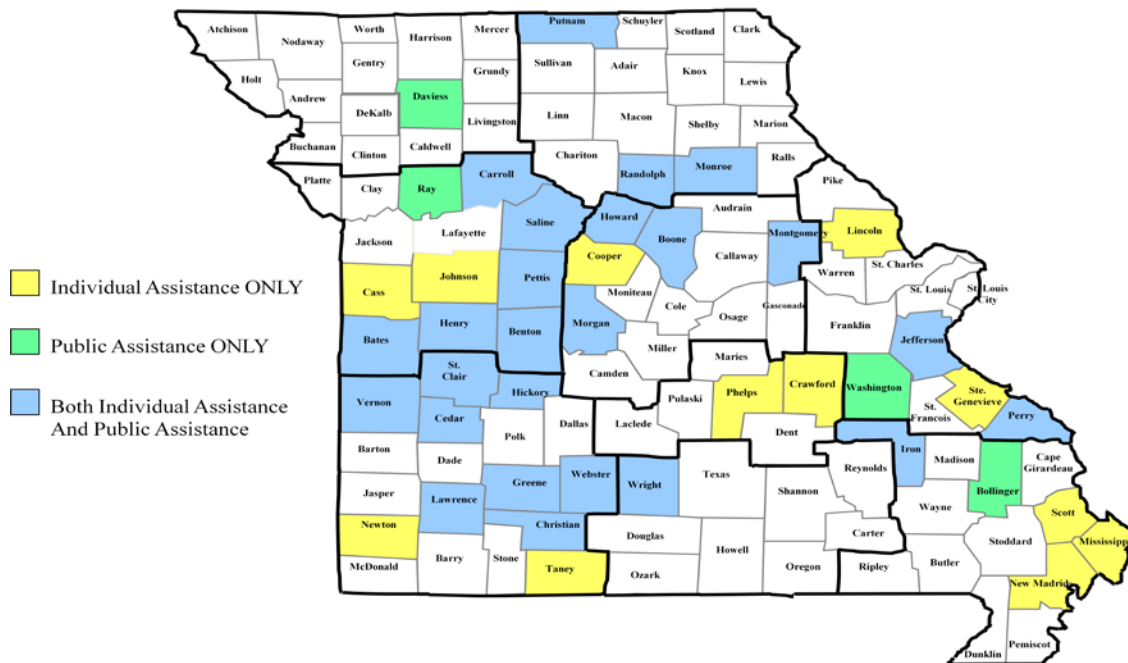 Atchison
Nodaway
Worth
Harrison
Mercer
Putnam
Schuyler
Scotland
Clark
Holt
Gentry
Grundy
Sullivan
Adair
Knox
Lewis
Andrew
DeKalb
Daviess
Livingston
Linn
Macon
Shelby
Marion
Buchanan
Clinton
Caldwell
Chariton
Randolph
Monroe
Ralls
Platte
Clay
Ray
Carroll
Pike
Jackson
Lafayette
Saline
Howard
Boone
Audrain
Montgomery
Lincoln
Individual Assistance ONLY
Cass
Johnson
Pettis
Cooper
Moniteau
Cole
Callaway
Osage
Gasconade
Warren
St. Charles
St. Louis
St. Louis
City
Public Assistance ONLY
Bates
Henry
Benton
Morgan
Miller
Camden
Maries
Franklin
Jefferson
Both Individual Assistance
And Public Assistance
Vernon
St.
Clair
Hickory
Cedar
Polk
Dallas
Laclede
Pulaski
Phelps
Crawford
Dent
Washington
St.
Francois
Ste.
Genevieve
Perry
Barton
Dade
Greene
Webster
Wright
Texas
Shannon
Reynolds
Iron
Madison
Bollinger
Cape
Girardeau
Jasper
Lawrence
Christian
Douglas
Carter
Wayne
Scott
Stoddard
Mississipp
Newton
McDonald
Barry
Stone
Taney
Ozark
Howell
Oregon
Ripley
Butler
New Madrid
Dunklin
Pemiscot